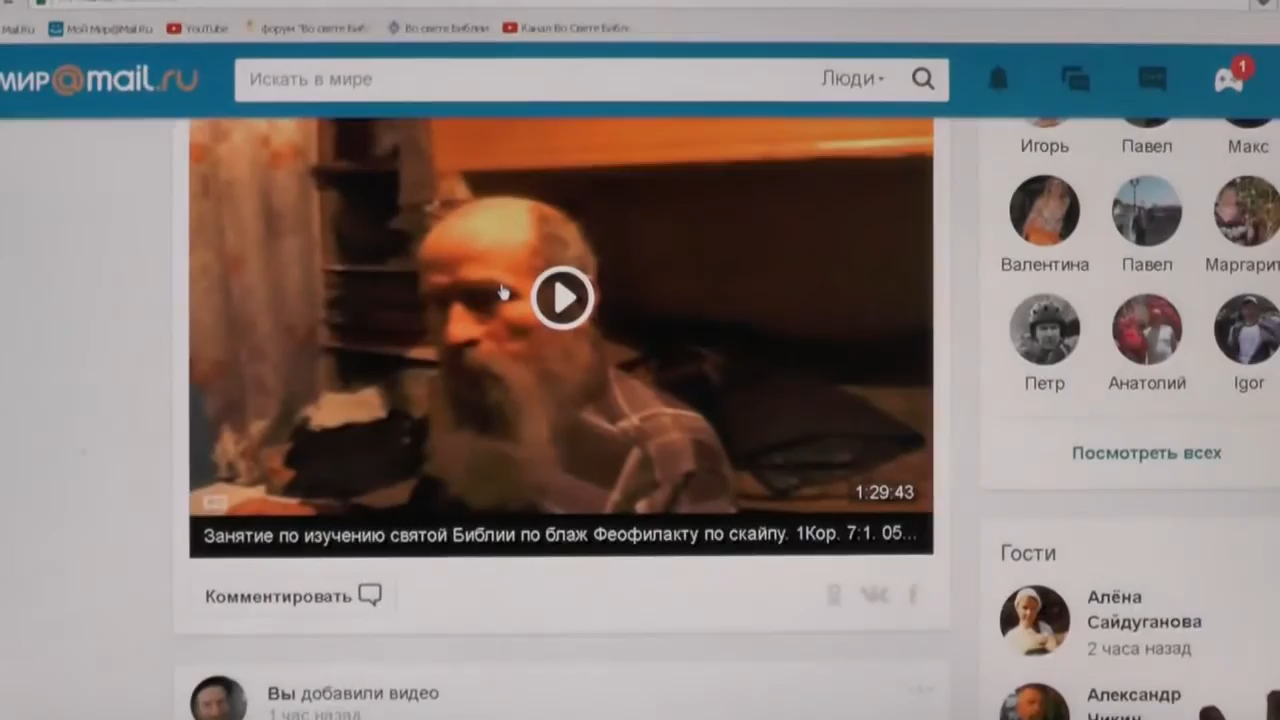 Mail.Ru Мой Мир@Mail.Ru YouTube форум "Во свете Биб Во свете Библии Канал Во Свете Библ
МИР@mail.ru Искать в мире Люди 1
Игорь Павел Макс
Валентина Павел Маргарит
Петр Анатолий Igor
Посмотреть всех
1:29:43
Занятие по изучению святой Библии по блаж Феофилакту по скайпу. 1Кор. 7:1. 05...
Комментировать
Гости
Алёна
Сайдуганова
2 часа назад
Вы добавили видео
1 час назад
Александр
Чикин